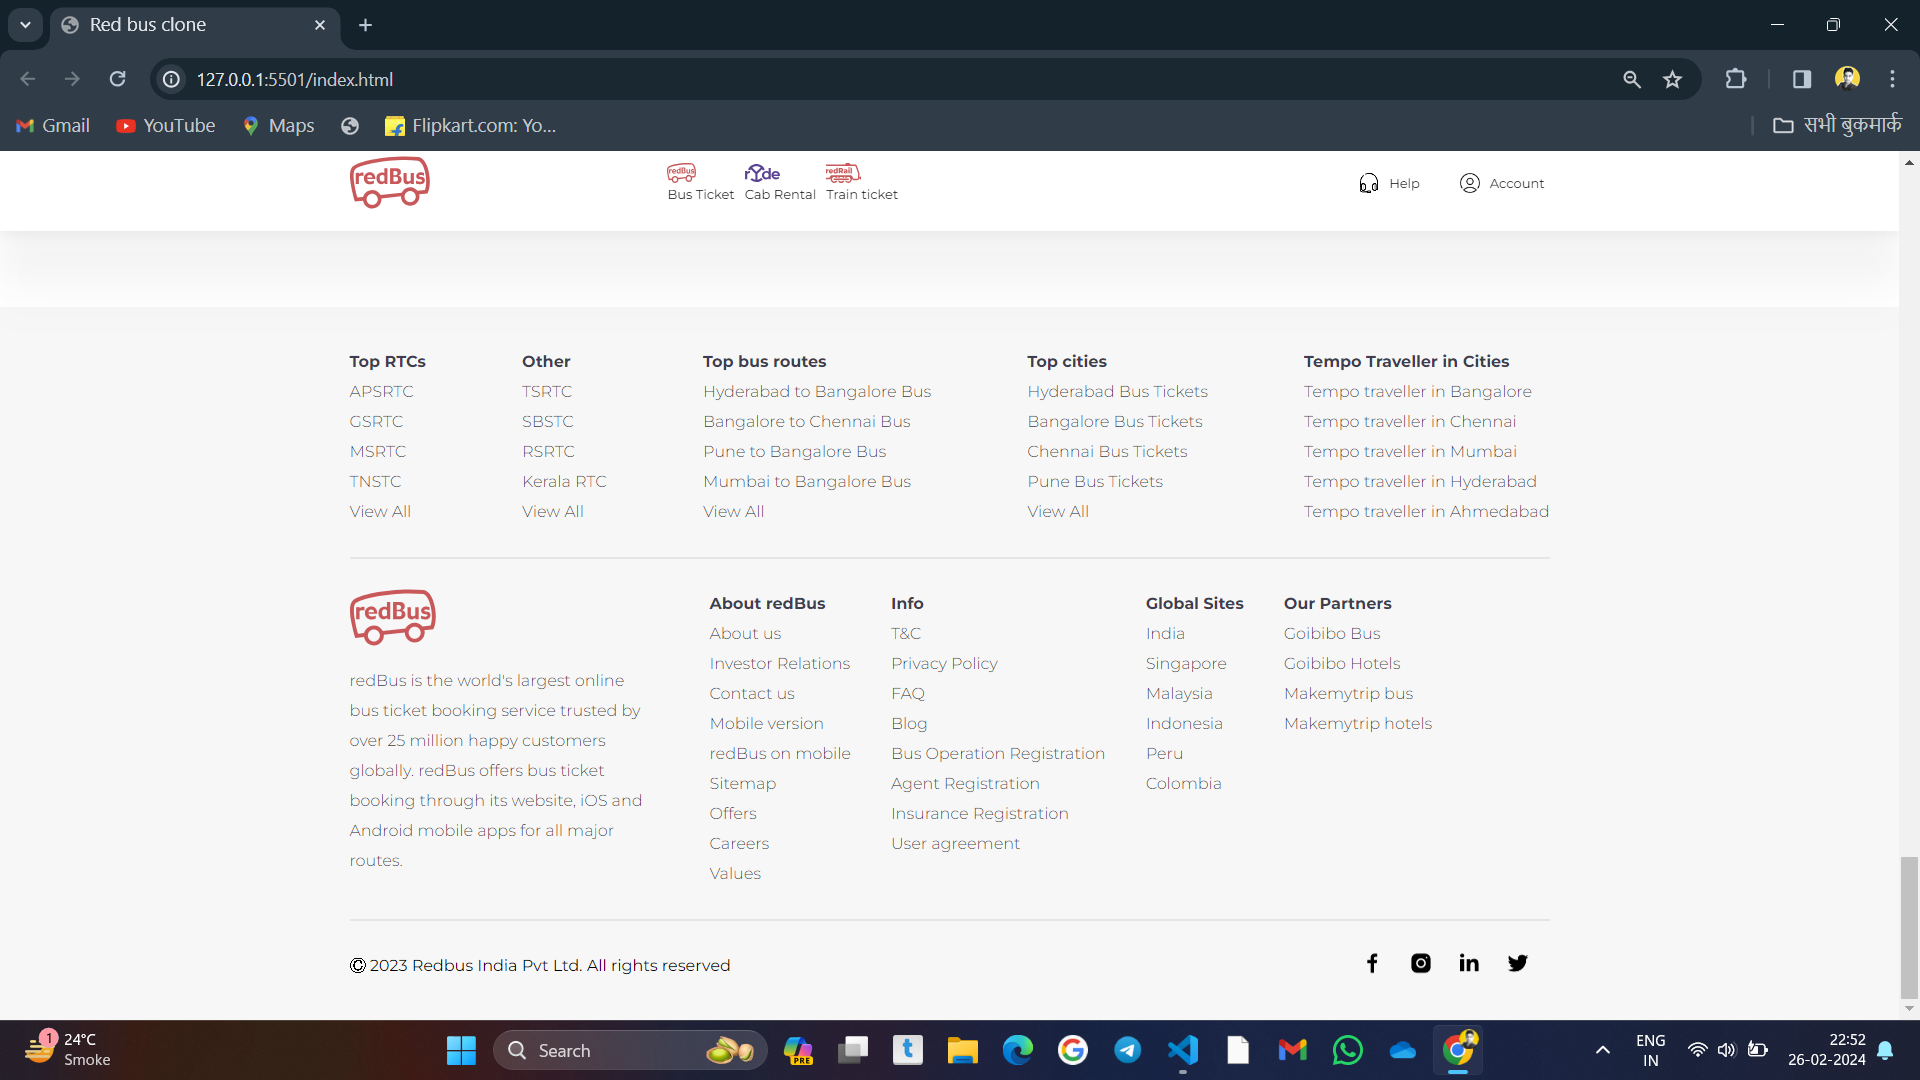 Red bus clone
127.0.0.1:5501/index.html
Gmail YouTube Maps Flipkart.com: Yo... सभी बुकमार्क
redBus
redBus rYde redRail
Bus Ticket Cab Rental Train ticket
Help Account
Top RTCs
APSRTC
GSRTC
MSRTC
TNSTC
View All
Other
TSRTC
SBSTC
RSRTC
Kerala RTC
View All
Top bus routes
Hyderabad to Bangalore Bus
Bangalore to Chennai Bus
Pune to Bangalore Bus
Mumbai to Bangalore Bus
View All
Top cities
Hyderabad Bus Tickets
Bangalore Bus Tickets
Chennai Bus Tickets
Pune Bus Tickets
View All
Tempo Traveller in Cities
Tempo traveller in Bangalore
Tempo traveller in Chennai
Tempo traveller in Mumbai
Tempo traveller in Hyderabad
Tempo traveller in Ahmedabad
redBus
redBus is the world's largest online
bus ticket booking service trusted by
over 25 million happy customers
globally. redBus offers bus ticket
booking through its website, iOS and
Android mobile apps for all major
routes.
About redBus
About us
Investor Relations
Contact us
Mobile version
redBus on mobile
Sitemap
Offers
Careers
Values
Info
T&C
Privacy Policy
FAQ
Blog
Bus Operation Registration
Agent Registration
Insurance Registration
User agreement
Global Sites
India
Singapore
Malaysia
Indonesia
Peru
Colombia
Our Partners
Goibibo Bus
Goibibo Hotels
Makemytrip bus
Makemytrip hotels
© 2023 Redbus India Pvt Ltd. All rights reserved
1
24°C
Smoke
Search
PRE
ENG
IN
22:52
26-02-2024